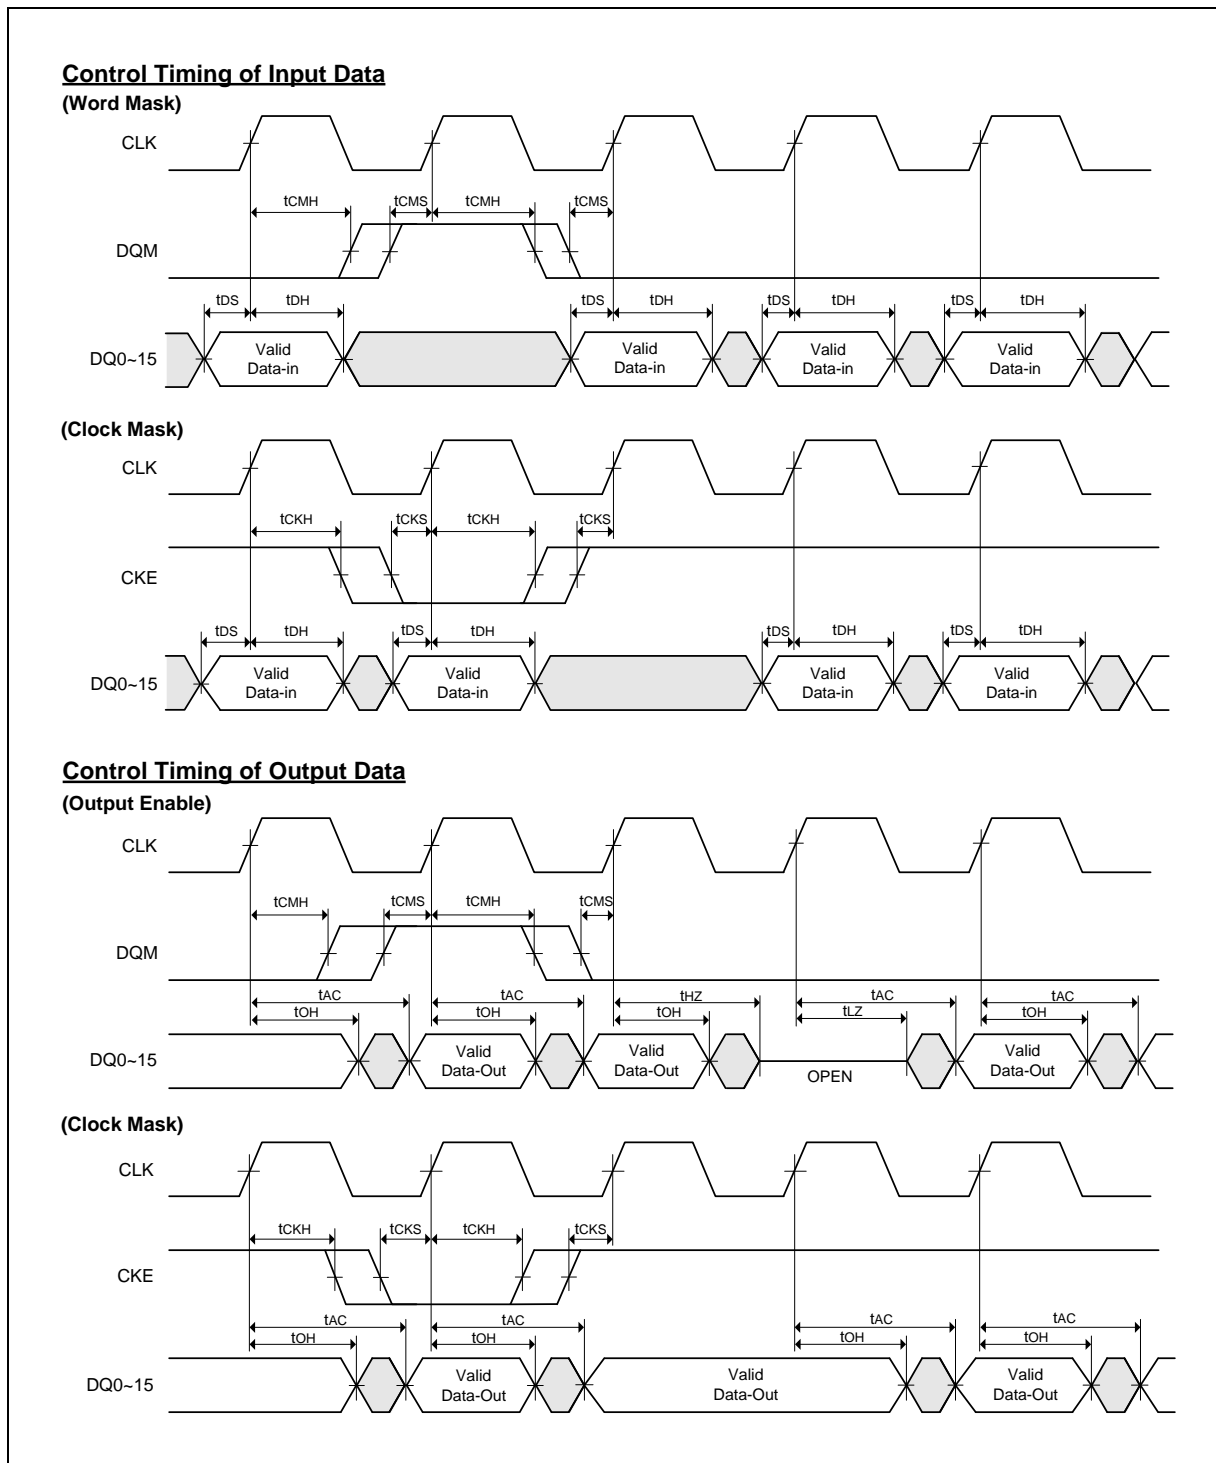 Control Timing of Input Data
(Word Mask)
CLK
tCMH tCMS tCMH tCMS
DQM
tDS tDH tDS tDH tDS tDH tDS tDH
DQ0~15
Valid Data-in Valid Data-in Valid Data-in Valid Data-in
(Clock Mask)
CLK
tCKH tCKS tCKH tCKS
CKE
tDS tDH tDS tDH tDS tDH tDS tDH
DQ0~15
Valid Data-in Valid Data-in Valid Data-in Valid Data-in
Control Timing of Output Data
(Output Enable)
CLK
tCMH tCMS tCMH tCMS
DQM
tAC tAC tHZ tAC tAC
tOH tOH tOH tLZ tOH
DQ0~15
Valid Data-Out Valid Data-Out OPEN Valid Data-Out
(Clock Mask)
CLK
tCKH tCKS tCKH tCKS
CKE
tAC tAC tAC tAC
tOH tOH tOH tOH
DQ0~15
Valid Data-Out Valid Data-Out Valid Data-Out